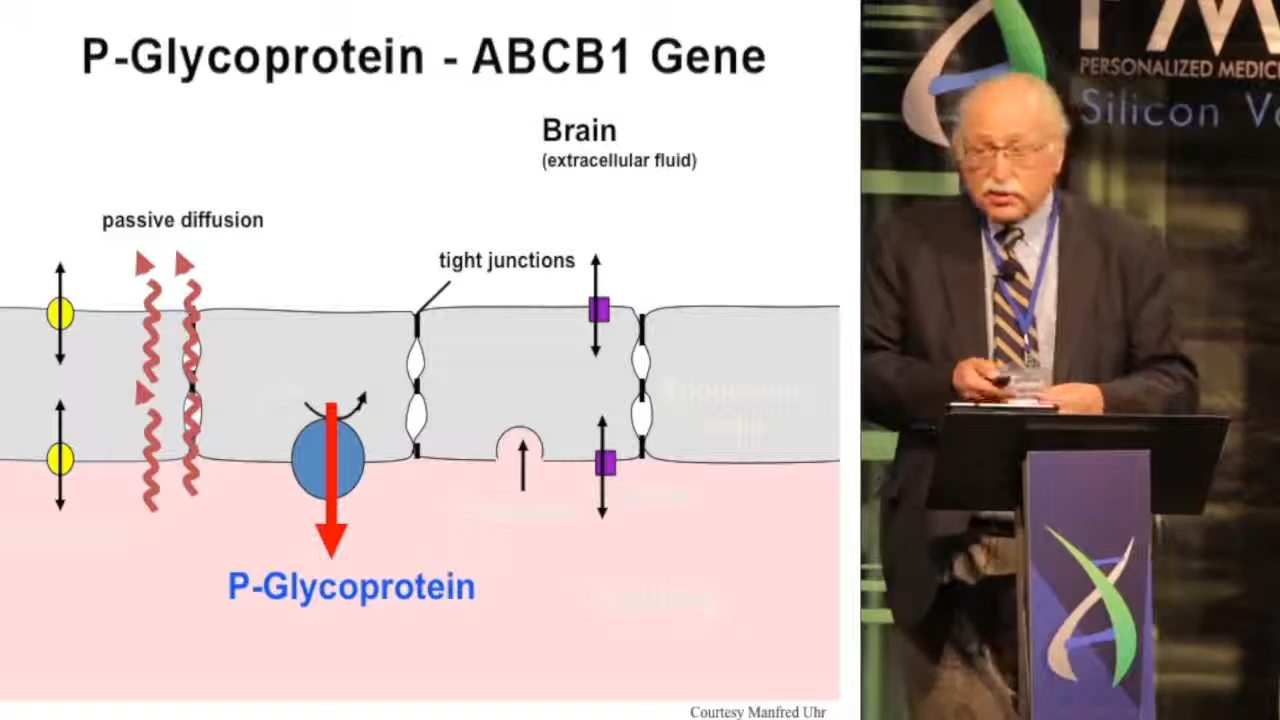 P-Glycoprotein - ABCB1 Gene
Brain
(extracellular fluid)
passive diffusion
tight junctions
P-Glycoprotein
Courtesy Manfred Uhr
PERSONALIZED MEDIC
Silicon